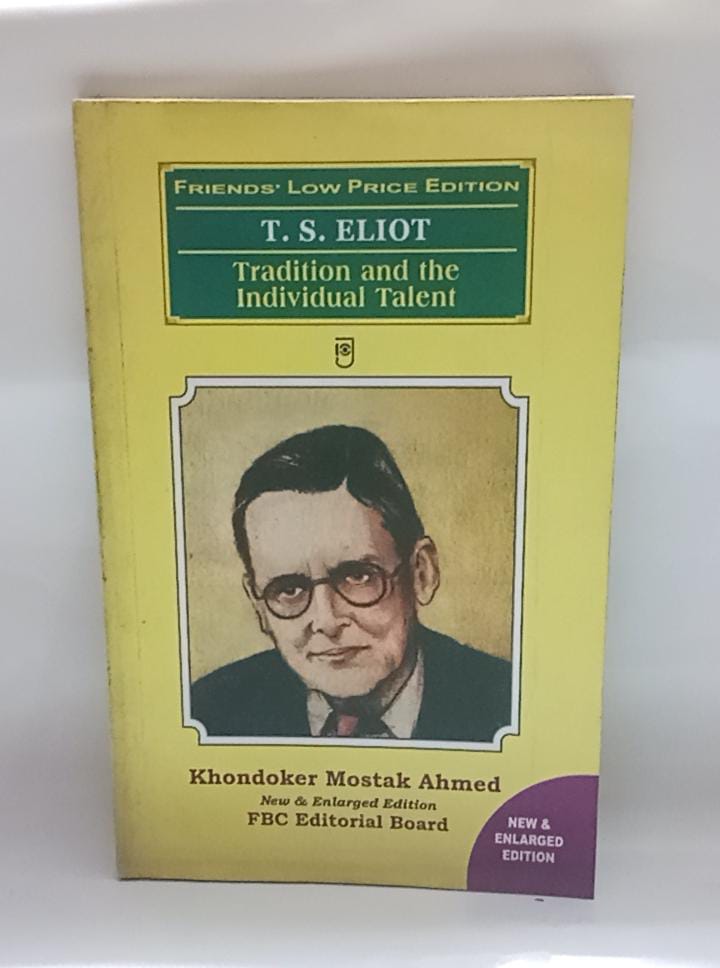 FRIENDS' LOW PRICE EDITION
T. S. ELIOT
Tradition and the
Individual Talent
Khondoker Mostak Ahmed
New & Enlarged Edition
FBC Editorial Board
NEW &
ENLARGED
EDITION